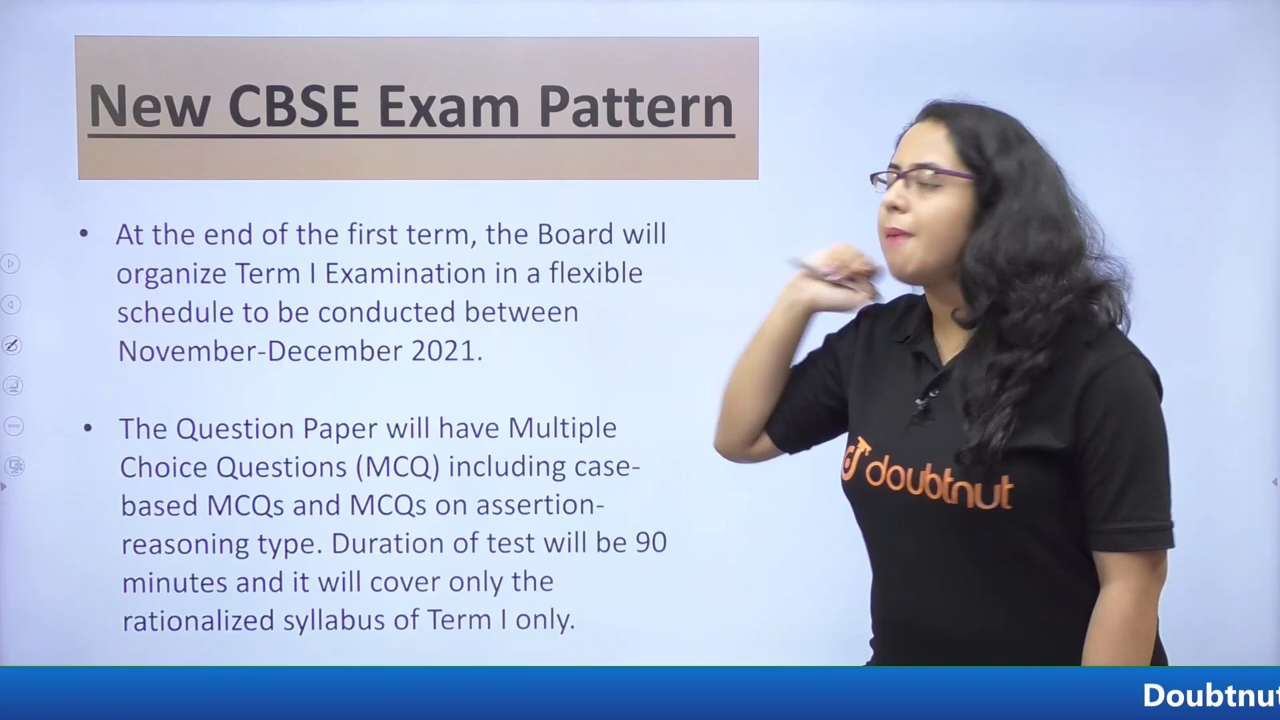 New CBSE Exam Pattern
• At the end of the first term, the Board will
organize Term I Examination in a flexible
schedule to be conducted between
November-December 2021.
• The Question Paper will have Multiple
Choice Questions (MCQ) including case-
based MCQs and MCQs on assertion-
reasoning type. Duration of test will be 90
minutes and it will cover only the
rationalized syllabus of Term I only.
doubtnut
Doubtnut